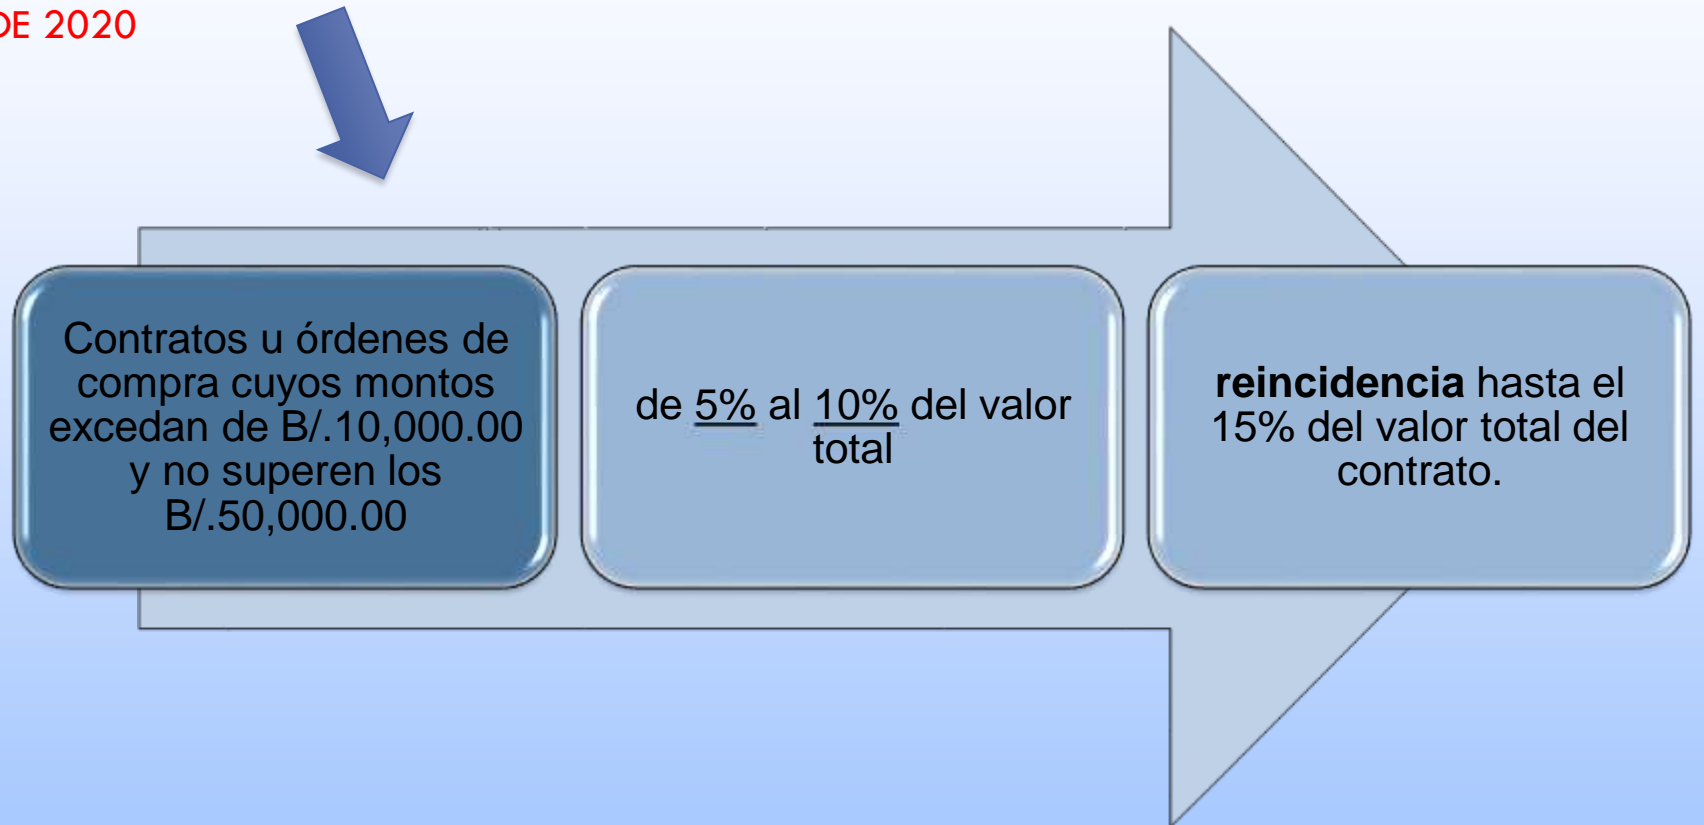 DE 2020
Contratos u órdenes de
compra cuyos montos
excedan de B/.10,000.00
y no superen los
B/.50,000.00
de 5% al 10% del valor
total
reincidencia hasta el
15% del valor total del
contrato.